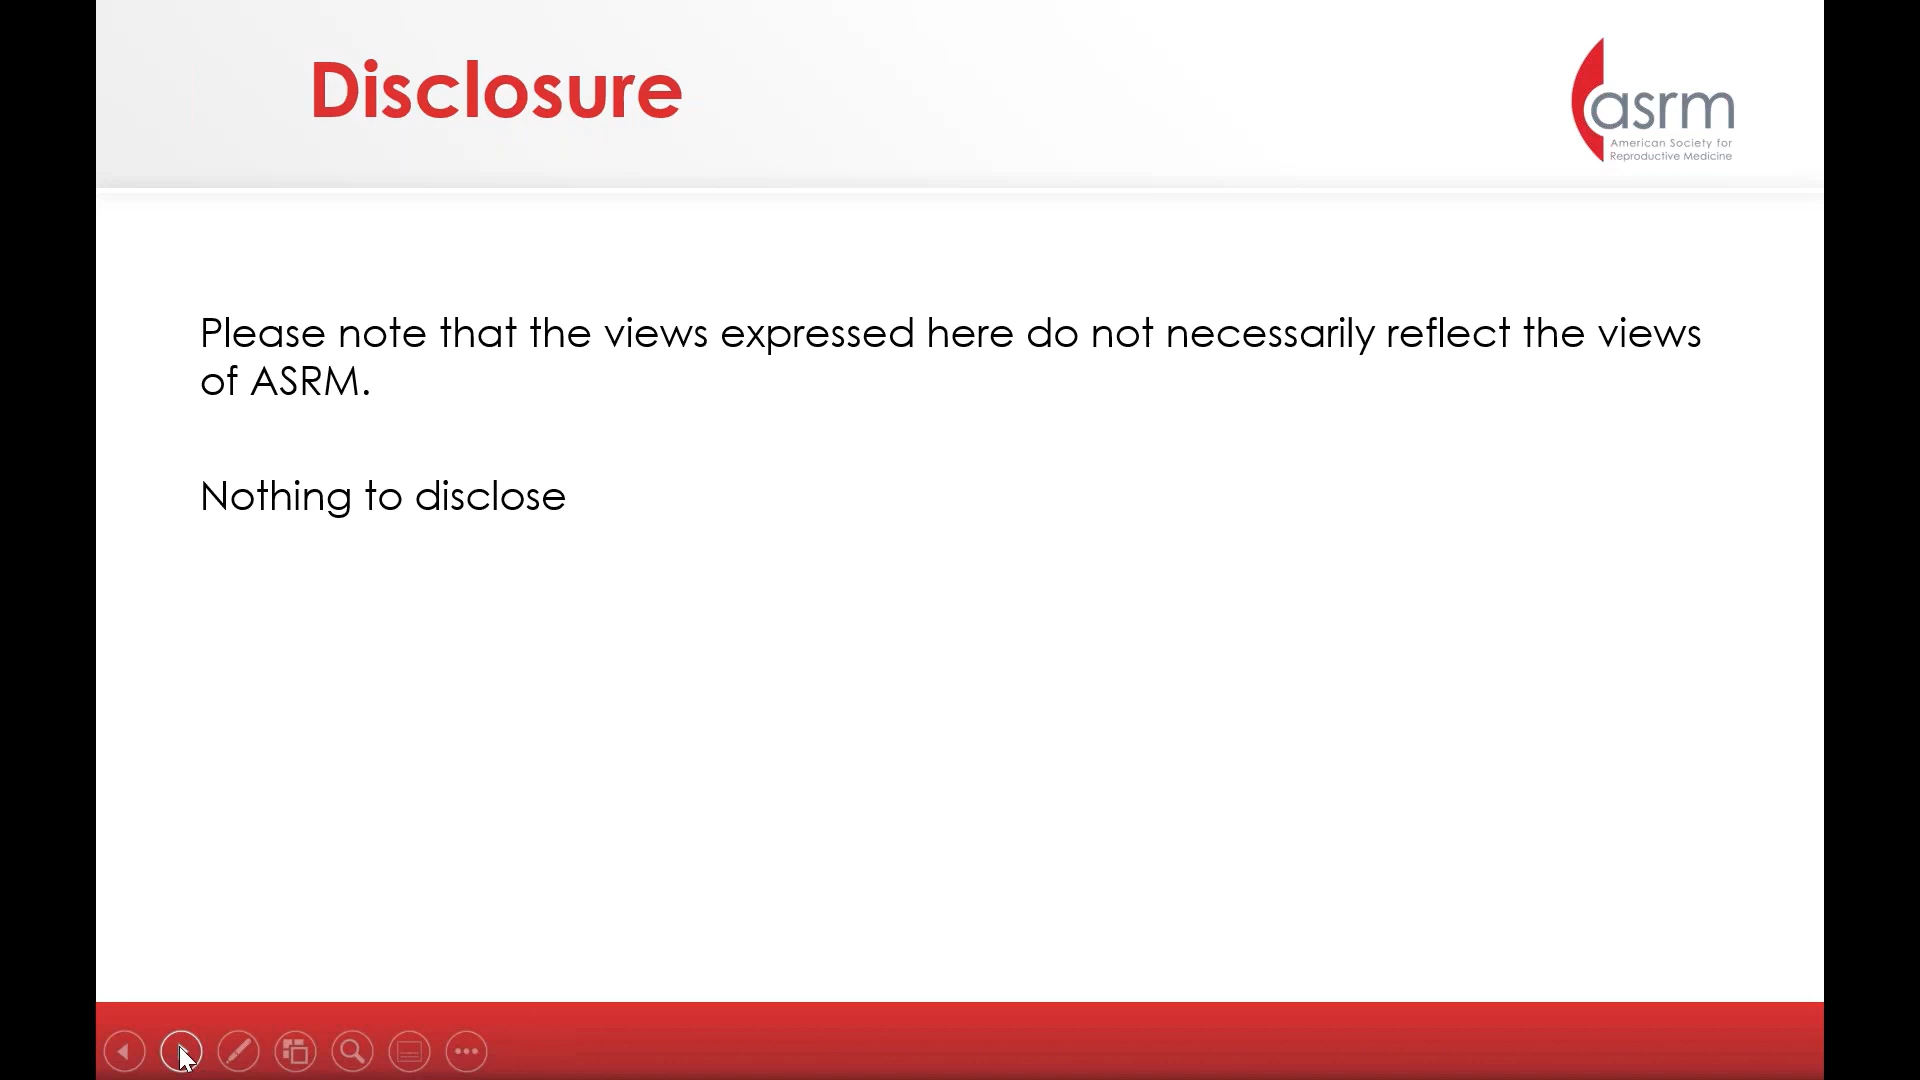 Disclosure
asrm
American Society for
Reproductive Medicine
Please note that the views expressed here do not necessarily reflect the views
of ASRM.
Nothing to disclose